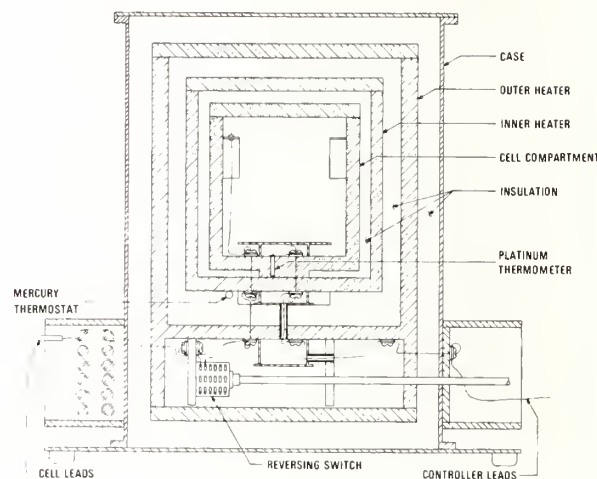 CASE
OUTER HEATER
INNER HEATER
CELL COMPARTMENT
INSULATION
PLATINUM
THERMOMETER
MERCURY
THERMOSTAT
CELL LEADS
REVERSING SWITCH
CONTROLLER LEADS